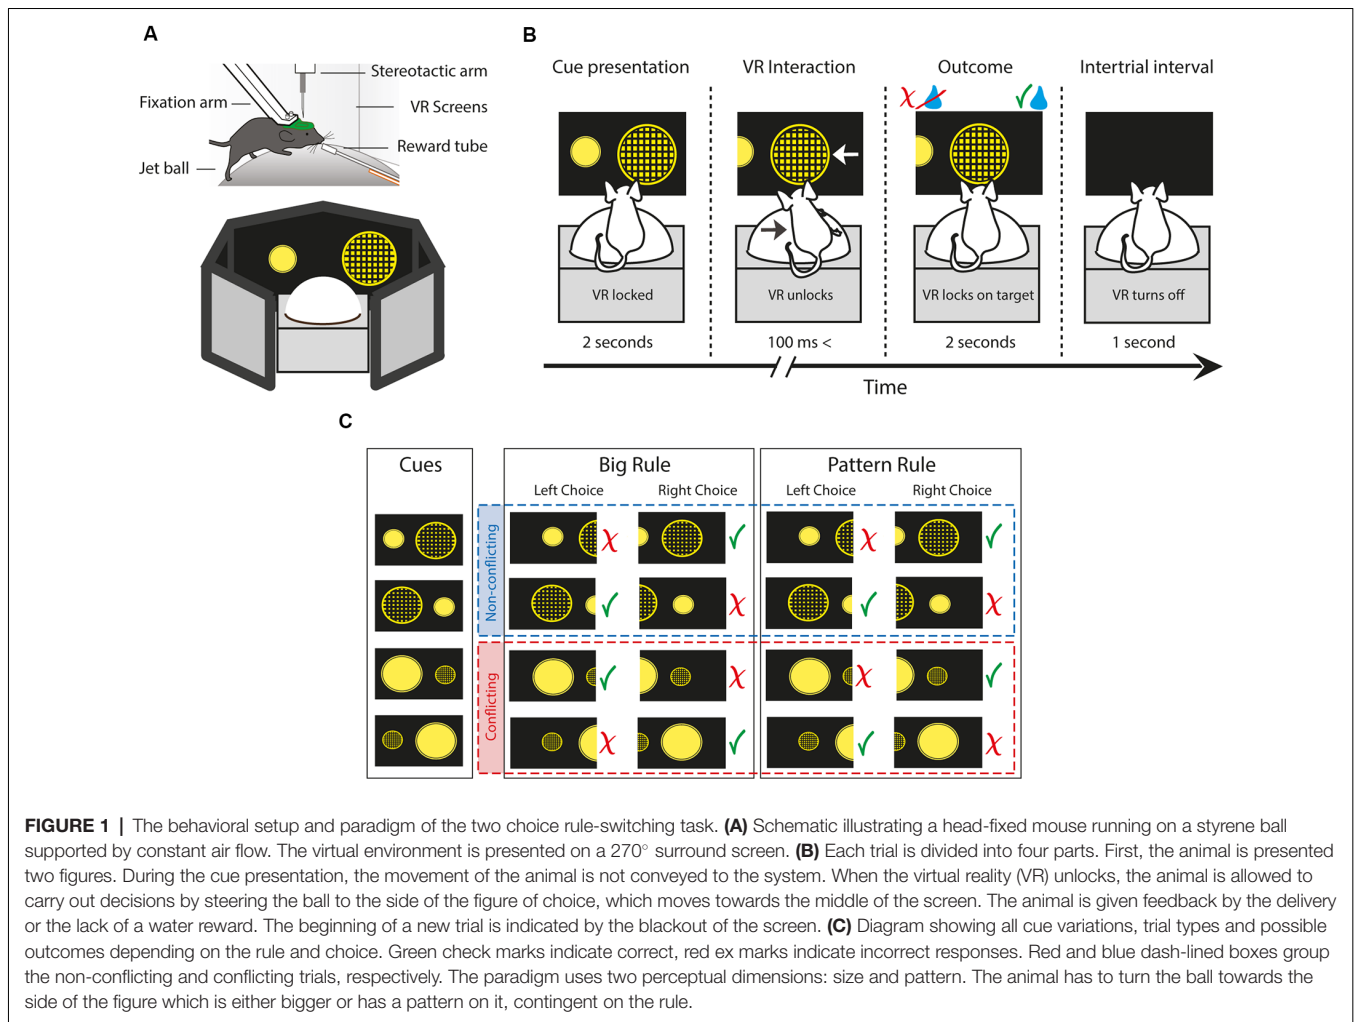 A
Stereotactic arm
Fixation arm
VR Screens
Reward tube
Jet ball
B
Cue presentation
VR Interaction
Outcome
Intertrial interval
VR locked
VR unlocks
VR locks on target
VR turns off
2 seconds
100 ms <
2 seconds
1 second
Time
C
Cues
Big Rule
Pattern Rule
Left Choice
Right Choice
Left Choice
Right Choice
Non-conflicting
Conflicting
FIGURE 1 | The behavioral setup and paradigm of the two choice rule-switching task. (A) Schematic illustrating a head-fixed mouse running on a styrene ball
supported by constant air flow. The virtual environment is presented on a 270° surround screen. (B) Each trial is divided into four parts. First, the animal is presented
two figures. During the cue presentation, the movement of the animal is not conveyed to the system. When the virtual reality (VR) unlocks, the animal is allowed to
carry out decisions by steering the ball to the side of the figure of choice, which moves towards the middle of the screen. The animal is given feedback by the delivery
or the lack of a water reward. The beginning of a new trial is indicated by the blackout of the screen. (C) Diagram showing all cue variations, trial types and possible
outcomes depending on the rule and choice. Green check marks indicate correct, red ex marks indicate incorrect responses. Red and blue dash-lined boxes group
the non-conflicting and conflicting trials, respectively. The paradigm uses two perceptual dimensions: size and pattern. The animal has to turn the ball towards the
side of the figure which is either bigger or has a pattern on it, contingent on the rule.